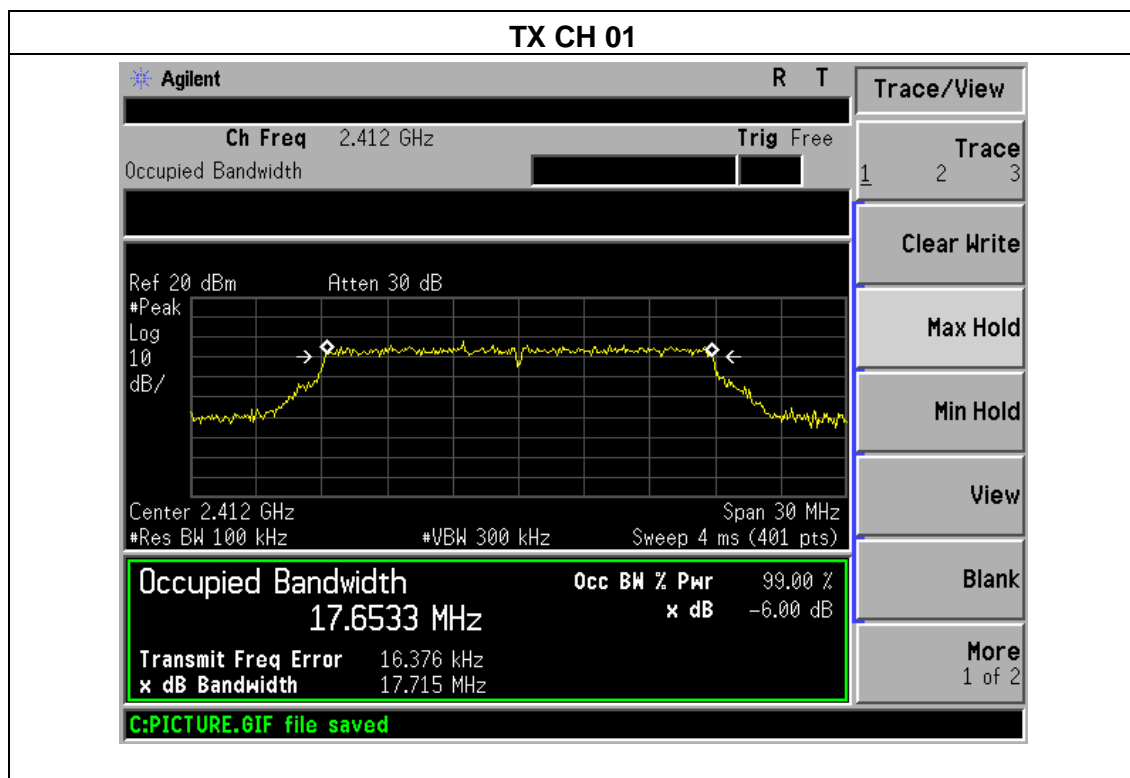 TX CH 01
Agilent R T
Trace/View
Ch Freq 2.412 GHz Trig Free
Occupied Bandwidth
Trace
1 2 3
Clear Write
Ref 20 dBm Atten 30 dB
#Peak
Log
10
dB/
Max Hold
Min Hold
View
Center 2.412 GHz Span 30 MHz
#Res BW 100 kHz #VBW 300 kHz Sweep 4 ms (401 pts)
Occupied Bandwidth Occ BW % Pwr 99.00 %
17.6533 MHz x dB -6.00 dB
Blank
Transmit Freq Error 16.376 kHz
x dB Bandwidth 17.715 MHz
More
1 of 2
C:PICTURE.GIF file saved